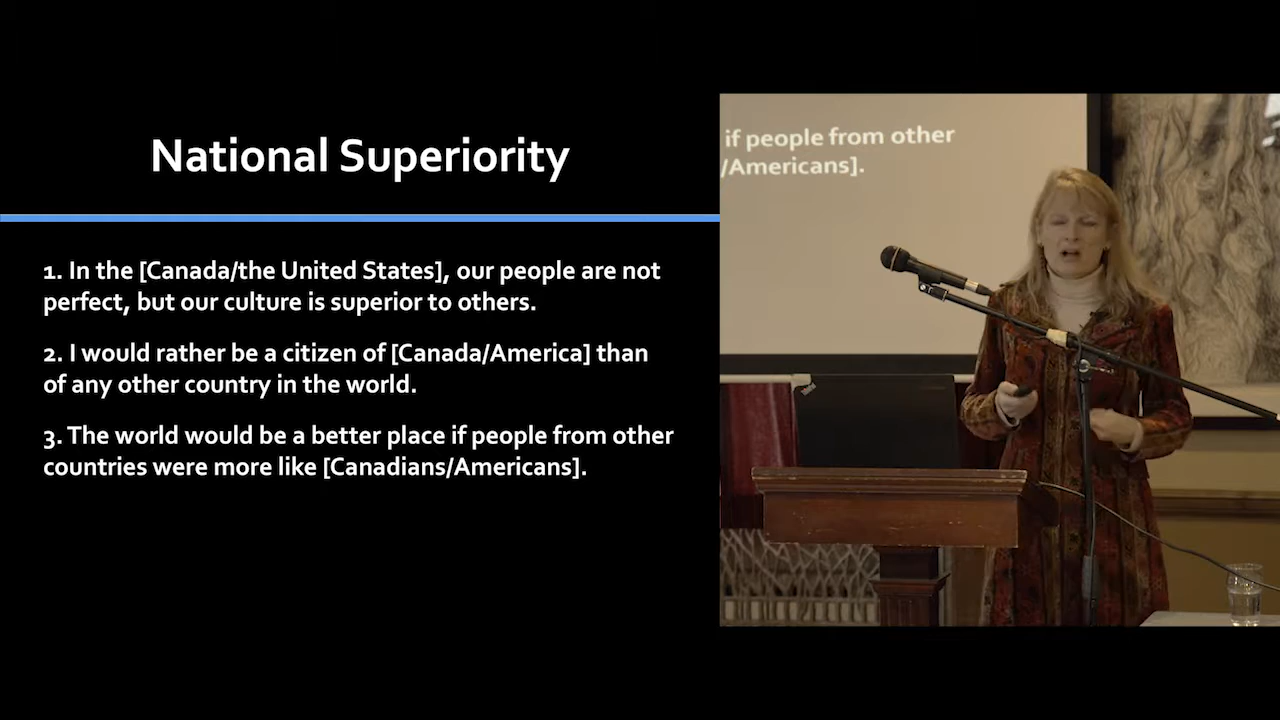 National Superiority
1. In the [Canada/the United States], our people are not
perfect, but our culture is superior to others.
2. I would rather be a citizen of [Canada/America] than
of any other country in the world.
3. The world would be a better place if people from other
countries were more like [Canadians/Americans].
if people from other
/Americans].